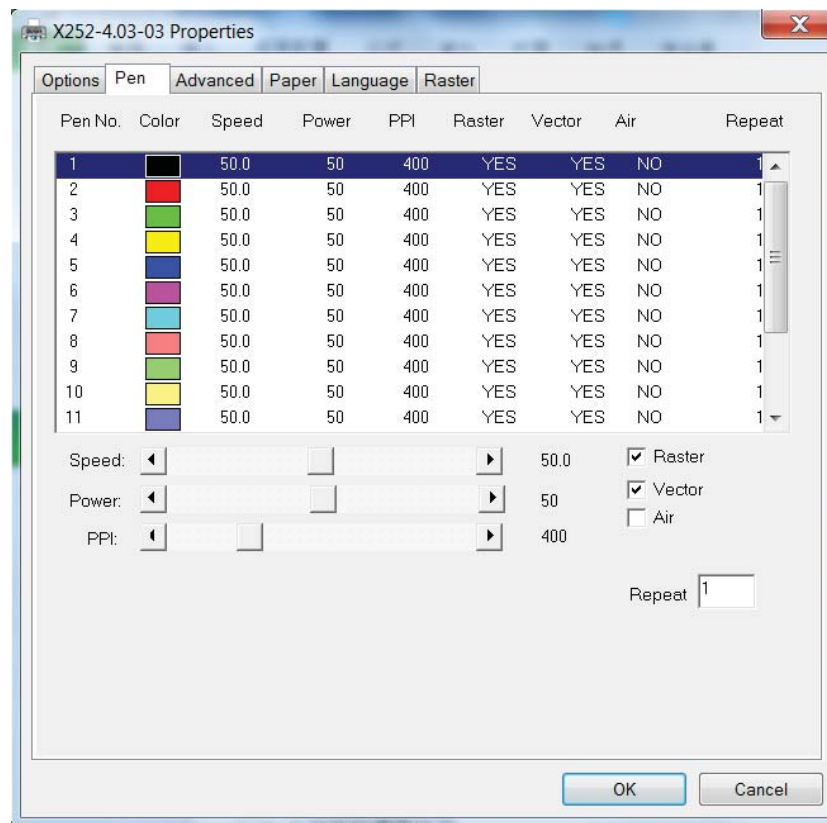 X252-4.03-03 Properties
Options Pen Advanced Paper Language Raster
Pen No. Color Speed Power PPI Raster Vector Air Repeat
1 50.0 50 400 YES YES NO 1
2 50.0 50 400 YES YES NO 1
3 50.0 50 400 YES YES NO 1
4 50.0 50 400 YES YES NO 1
5 50.0 50 400 YES YES NO 1
6 50.0 50 400 YES YES NO 1
7 50.0 50 400 YES YES NO 1
8 50.0 50 400 YES YES NO 1
9 50.0 50 400 YES YES NO 1
10 50.0 50 400 YES YES NO 1
11 50.0 50 400 YES YES NO 1
Speed: 50.0 Raster
Power: 50 Vector
Air
PPI: 400
Repeat 1
OK Cancel